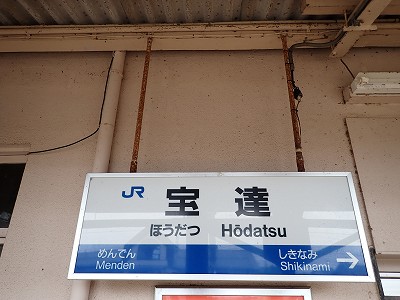 JR
宝達
ほうだつ Hōdatsu
めんでん しきなみ
Menden Shikinami →